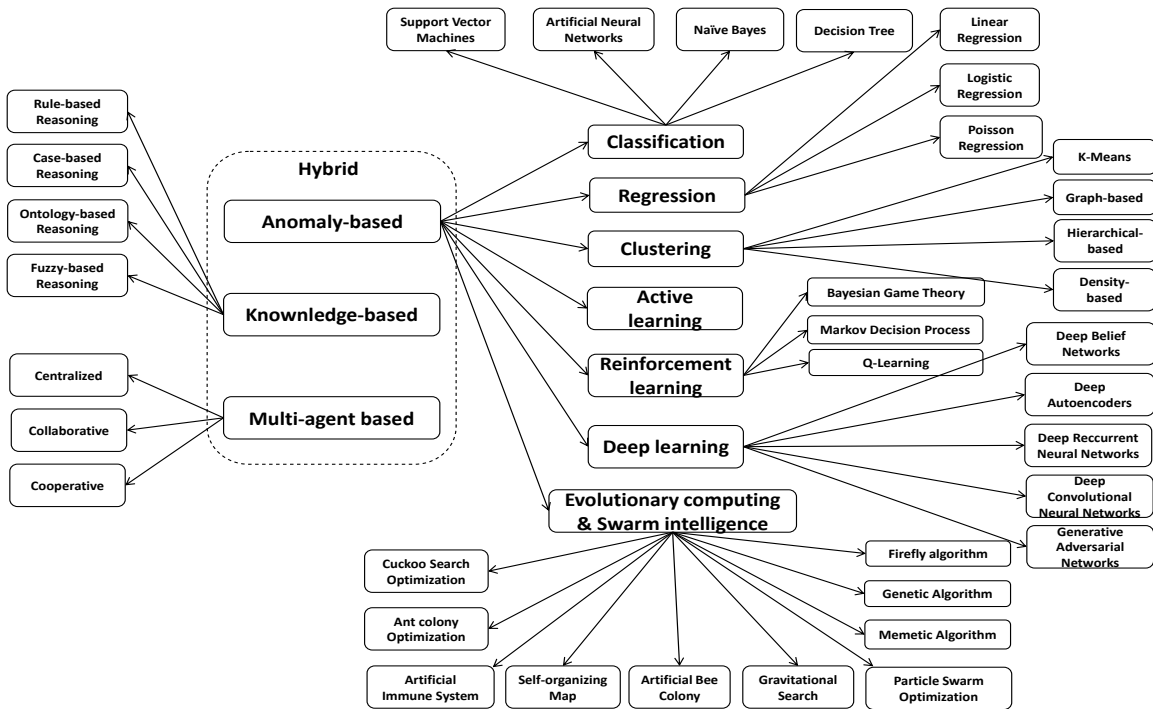 Support Vector
Machines
Artificial Neural
Networks
Naïve Bayes
Decision Tree
Linear
Regression
Logistic
Regression
Poisson
Regression
Rule-based
Reasoning
Case-based
Reasoning
Ontology-based
Reasoning
Fuzzy-based
Reasoning
Centralized
Collaborative
Cooperative
Hybrid
Anomaly-based
Knownledge-based
Multi-agent based
Classification
Regression
Clustering
Active
learning
Reinforcement
learning
Deep learning
Evolutionary computing
& Swarm intelligence
K-Means
Graph-based
Hierarchical-
based
Density-
based
Bayesian Game Theory
Markov Decision Process
Q-Learning
Deep Belief
Networks
Deep
Autoencoders
Deep Reccurrent
Neural Networks
Deep
Convolutional
Neural Networks
Generative
Adversarial
Networks
Cuckoo Search
Optimization
Ant colony
Optimization
Artificial
Immune System
Self-organizing
Map
Artificial Bee
Colony
Gravitational
Search
Particle Swarm
Optimization
Firefly algorithm
Genetic Algorithm
Memetic Algorithm